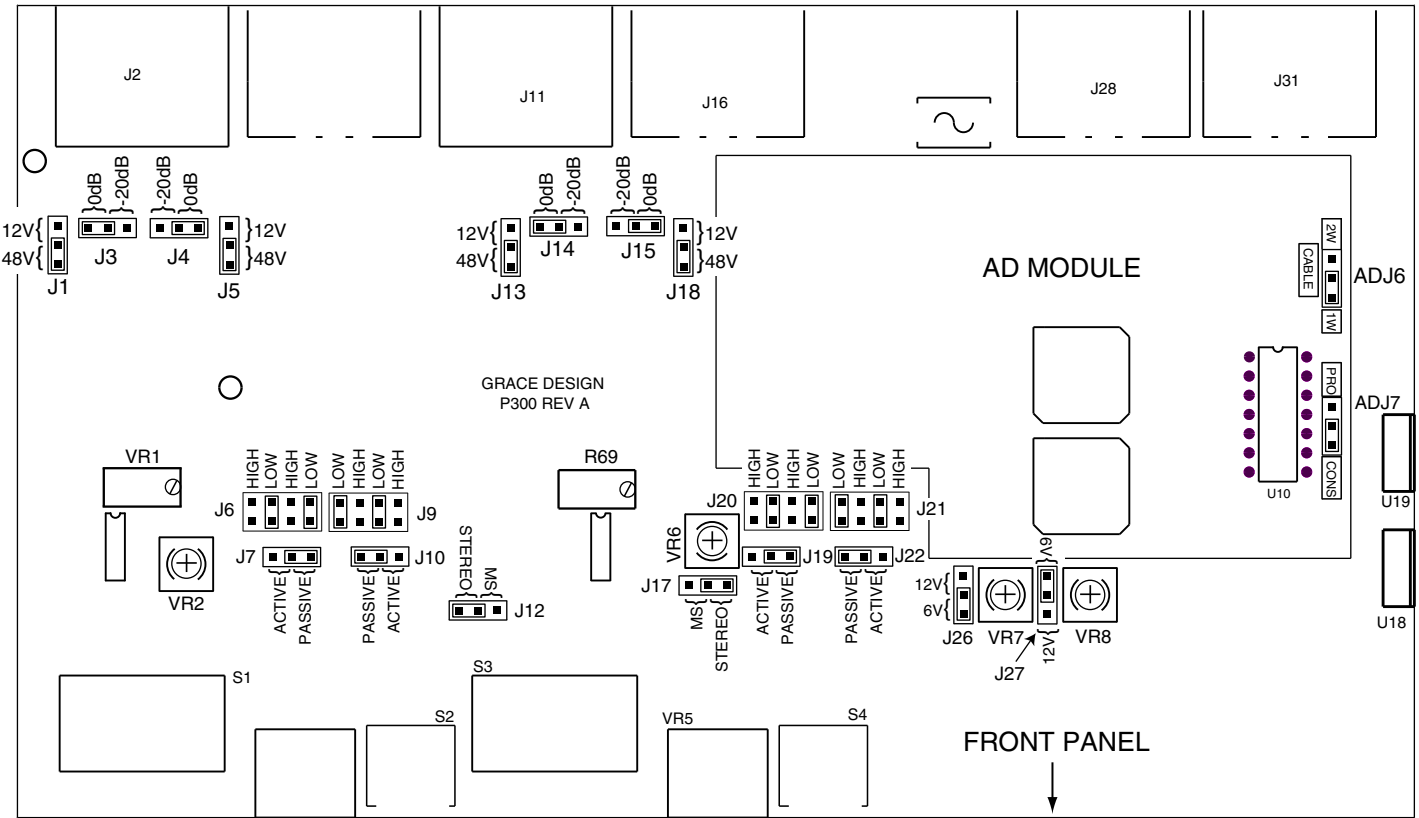 J2
J11
J16
J28
J31
0dB
-20dB
-20dB
0dB
0dB
-20dB
-20dB
0dB
12V
48V
J1
J3
J4
12V
48V
J5
12V
48V
J13
J14
J15
12V
48V
J18
AD MODULE
2W
CABLE
1W
ADJ6
GRACE DESIGN
P300 REV A
PRO
CONS
ADJ7
U10
U19
U18
VR1
VR2
HIGH
LOW
HIGH
LOW
LOW
HIGH
LOW
HIGH
J6
J9
J7
J10
ACTIVE
PASSIVE
PASSIVE
ACTIVE
STEREO
MS
J12
R69
VR6
HIGH
LOW
HIGH
LOW
LOW
HIGH
LOW
HIGH
J20
J21
J19
J22
J17
MS
STEREO
ACTIVE
PASSIVE
PASSIVE
ACTIVE
12V
6V
J26
VR7
6V
12V
J27
VR8
S1
S2
S3
VR5
S4
FRONT PANEL